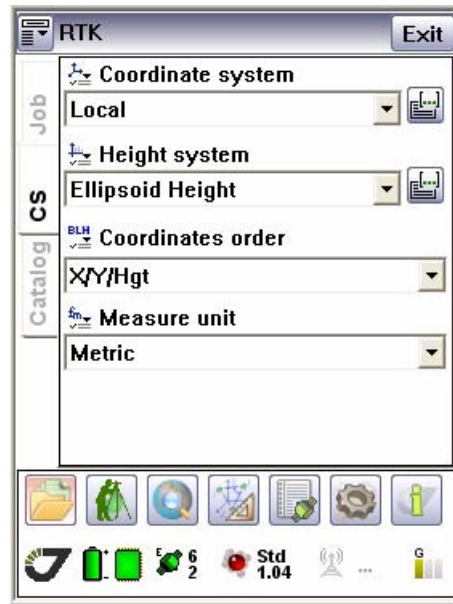 RTK Exit
Job
CS
Catalog
Coordinate system
Local
Height system
Ellipsoid Height
BLH
Coordinates order
X/Y/Hgt
Measure unit
Metric
E 6
2
Std
1.04
...
G